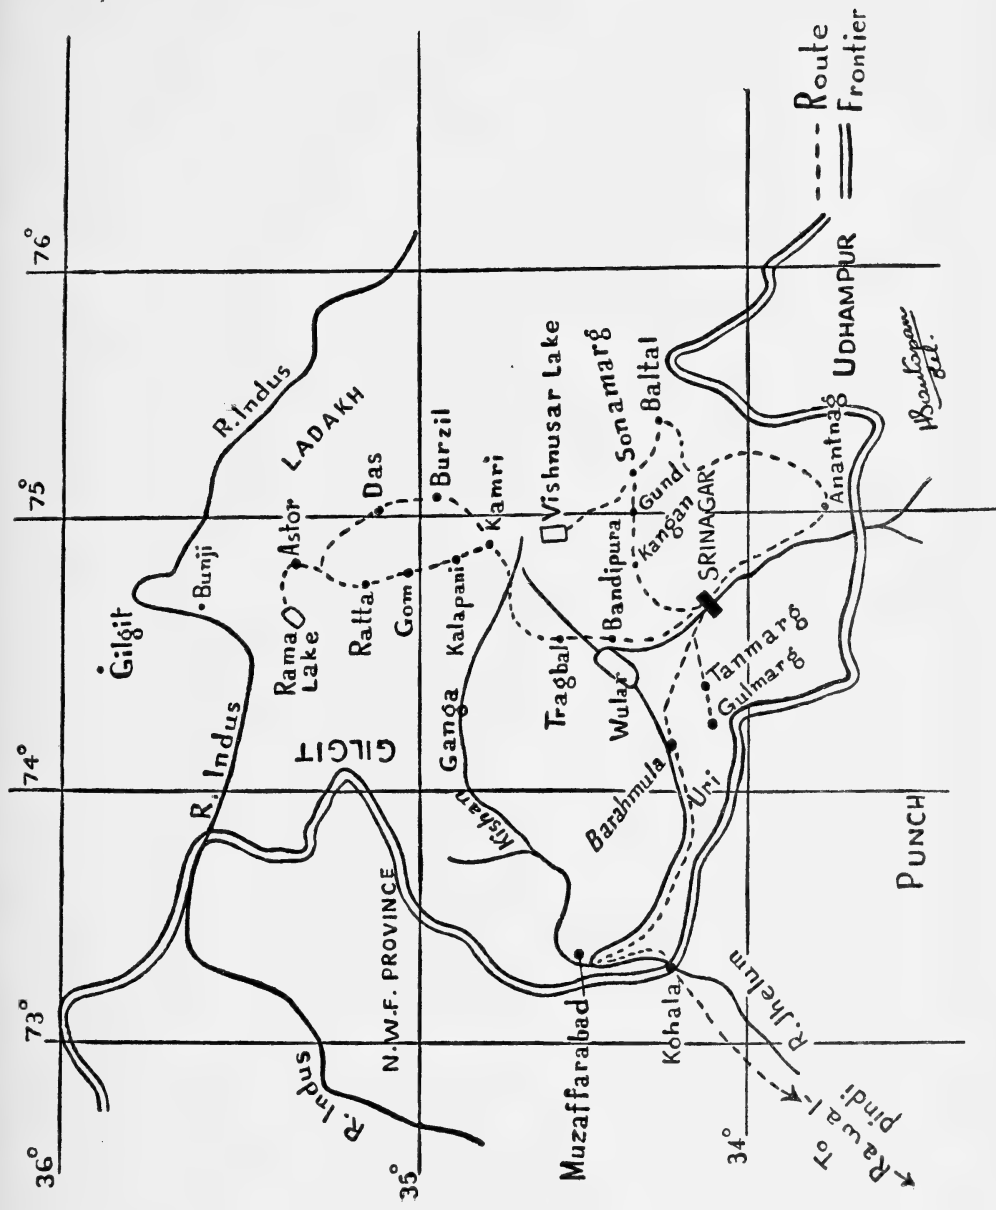 36°
35°
34°
73°
74°
75°
76°
Gilgit
Bunji
R. Indus
R. Indus
R. Indus
LADAKH
Rama
Lake
Astor
Das
Burzil
Ratta
Gom
Kalapani
Kamri
GILGIT
N.W.F. PROVINCE
Kishan
Ganga
Vishnusar Lake
Sonamarg
Baltal
Tragbal
Bandipura
Gund
Kangan
Wular
SRINAGAR
Barahmula
Uri
Tanmarg
Gulmarg
Anantnag
UDHAMPUR
Muzaffarabad
Kohala
R. Jhelum
PUNCH
To
Rawal-
pindi
Route
Frontier